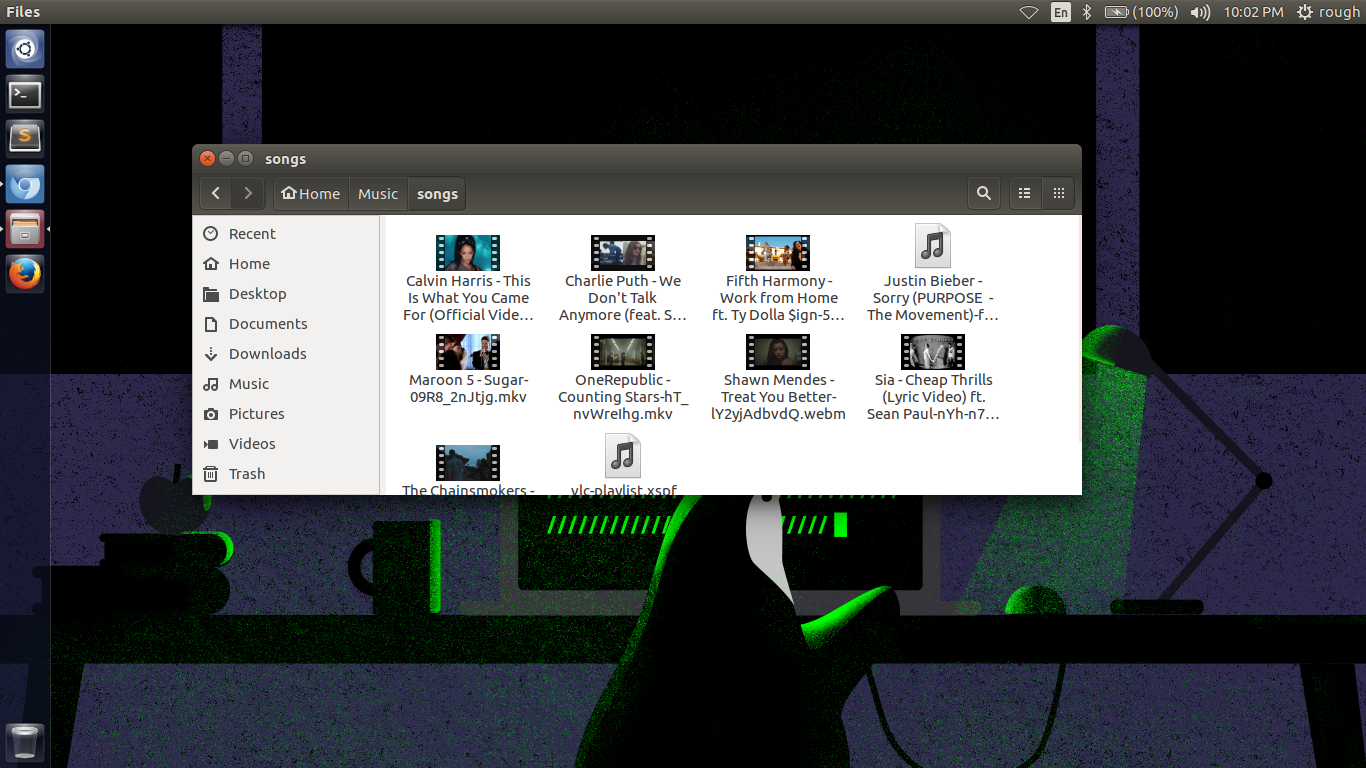 Files
En
(100%)
10:02 PM
rough
songs
Home
Music
songs
Recent
Home
Desktop
Documents
Downloads
Music
Pictures
Videos
Trash
Calvin Harris - This
Is What You Came
For (Official Vide…
Charlie Puth - We
Don't Talk
Anymore (feat. S…
Fifth Harmony -
Work from Home
ft. Ty Dolla $ign-5…
Justin Bieber -
Sorry (PURPOSE  -
The Movement)-f…
Maroon 5 - Sugar-
09R8_2nJtjg.mkv
OneRepublic -
Counting Stars-hT_
nvWreIhg.mkv
Shawn Mendes -
Treat You Better-
lY2yjAdbvdQ.webm
Sia - Cheap Thrills
(Lyric Video) ft.
Sean Paul-nYh-n7…
The Chainsmokers -
vlc-playlist.xspf